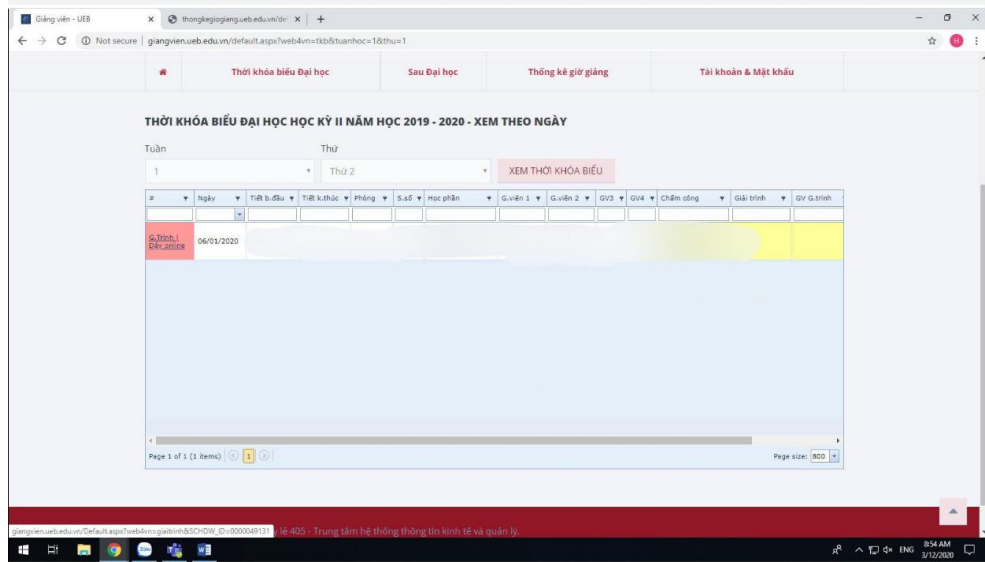 Giảng viên - UEB
thongkegiogiang.ueb.edu.vn/de
Not secure | giangvien.ueb.edu.vn/default.aspx?web4vn=tkb&tuanhoc=1&thu=1
H
Thời khóa biểu Đại học Sau Đại học Thống kê giờ giảng Tài khoản & Mật khẩu
THỜI KHÓA BIỂU ĐẠI HỌC HỌC KỲ II NĂM HỌC 2019 - 2020 - XEM THEO NGÀY
Tuần Thứ
1 Thứ 2 XEM THỜI KHÓA BIỂU
# Ngày Tiết b.đầu Tiết k.thúc Phòng S.số Học phần G.viên 1 G.viên 2 GV3 GV4 Chấm công Giải trình GV G.trình
G.Trình |
Dạy online 06/01/2020
Page 1 of 1 (1 items) 1 Page size: 800
giangvien.ueb.edu.vn/Default.aspx?web4vn=giaitrinh&SCHDW_ID=0000049131 lẻ 405 - Trung tâm hệ thống thông tin kinh tế và quản lý.
Zalo ENG 8:54 AM
3/12/2020